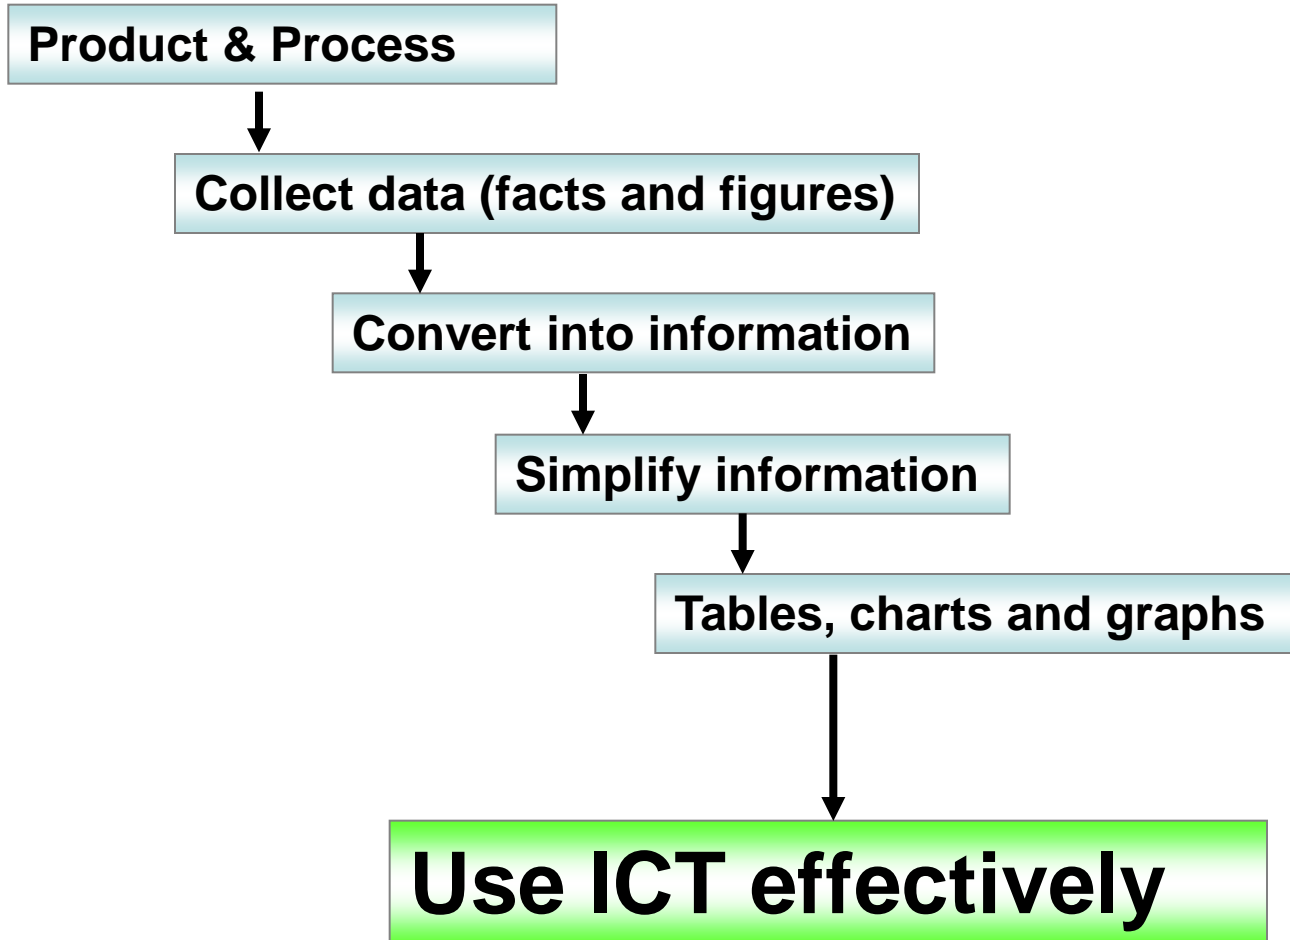 Product & Process
Collect data (facts and figures)
Convert into information
Simplify information
Tables, charts and graphs
Use ICT effectively